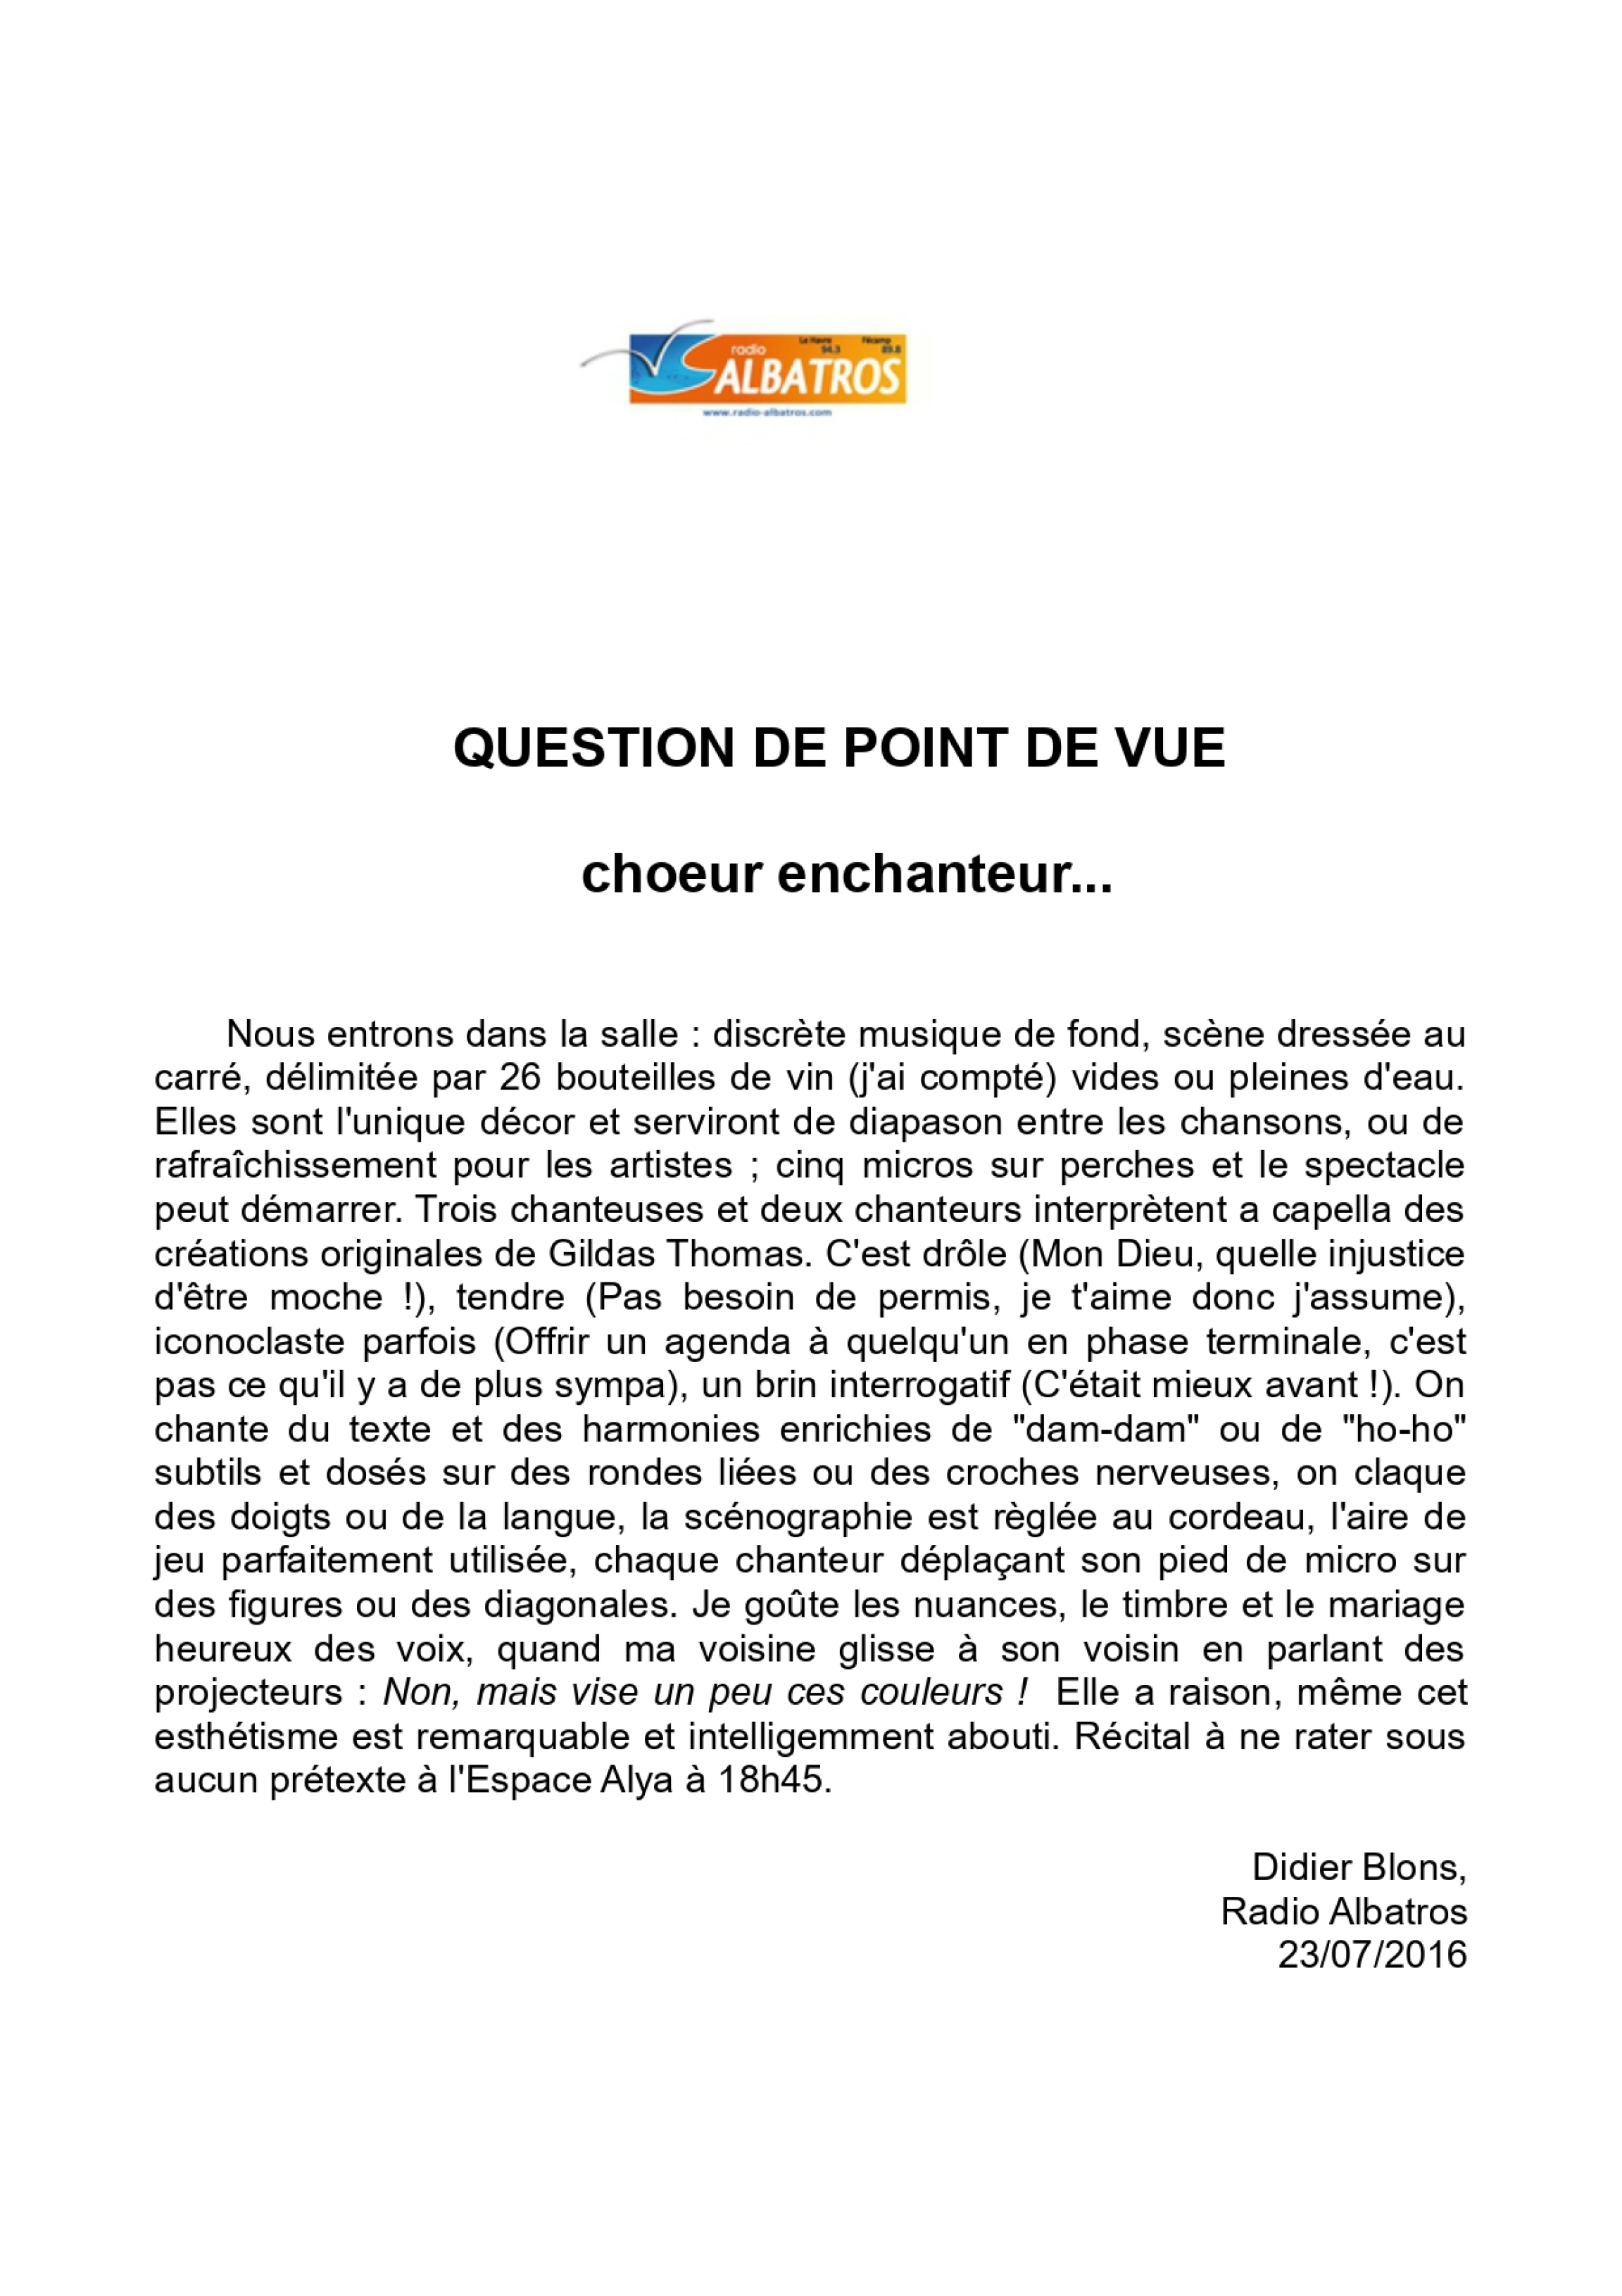 Le Havre Fécamp
radio 94.3 89.8
ALBATROS
www.radio-albatros.com
QUESTION DE POINT DE VUE
choeur enchanteur...
Nous entrons dans la salle : discrète musique de fond, scène dressée au
carré, délimitée par 26 bouteilles de vin (j'ai compté) vides ou pleines d'eau.
Elles sont l'unique décor et serviront de diapason entre les chansons, ou de
rafraîchissement pour les artistes ; cinq micros sur perches et le spectacle
peut démarrer. Trois chanteuses et deux chanteurs interprètent a capella des
créations originales de Gildas Thomas. C'est drôle (Mon Dieu, quelle injustice
d'être moche !), tendre (Pas besoin de permis, je t'aime donc j'assume),
iconoclaste parfois (Offrir un agenda à quelqu'un en phase terminale, c'est
pas ce qu'il y a de plus sympa), un brin interrogatif (C'était mieux avant !). On
chante du texte et des harmonies enrichies de "dam-dam" ou de "ho-ho"
subtils et dosés sur des rondes liées ou des croches nerveuses, on claque
des doigts ou de la langue, la scénographie est règlée au cordeau, l'aire de
jeu parfaitement utilisée, chaque chanteur déplaçant son pied de micro sur
des figures ou des diagonales. Je goûte les nuances, le timbre et le mariage
heureux des voix, quand ma voisine glisse à son voisin en parlant des
projecteurs : Non, mais vise un peu ces couleurs ! Elle a raison, même cet
esthétisme est remarquable et intelligemment abouti. Récital à ne rater sous
aucun prétexte à l'Espace Alya à 18h45.
Didier Blons,
Radio Albatros
23/07/2016